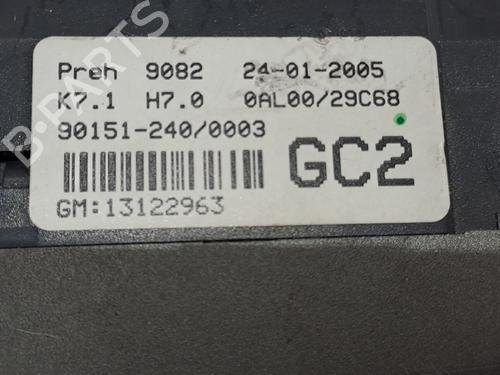 Preh 9082 24-01-2005
K7.1 H7.0 0AL00/29C68
90151-240/0003
GC2
GM:13122963
B-PARTS